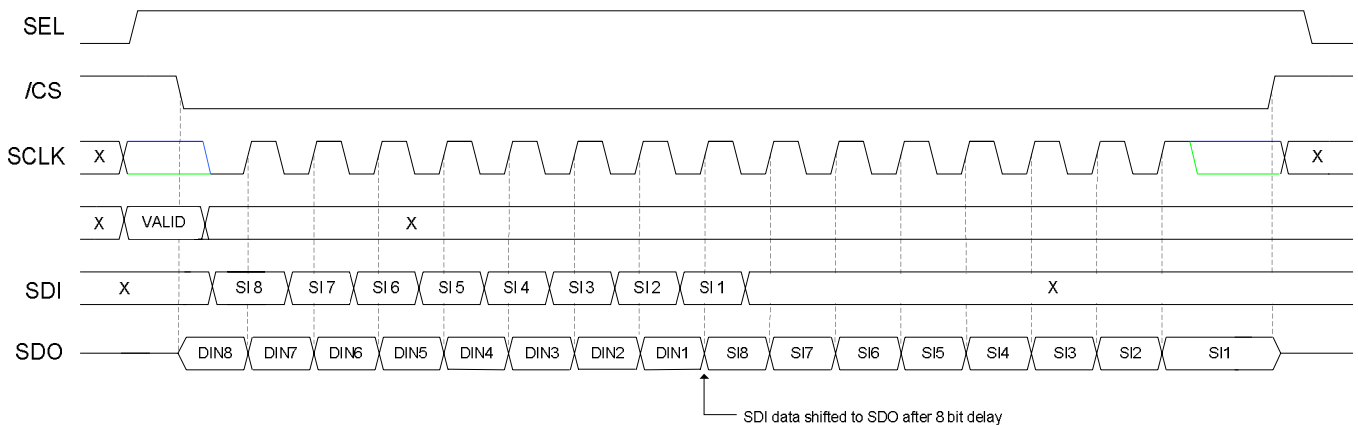 SEL
/CS
SCLK X X
X VALID X
SDI X SI 8 SI 7 SI 6 SI 5 SI 4 SI 3 SI 2 SI 1 X
SDO DIN8 DIN7 DIN6 DIN5 DIN4 DIN3 DIN2 DIN1 SI8 SI7 SI6 SI5 SI4 SI3 SI2 SI1
SDI data shifted to SDO after 8 bit delay